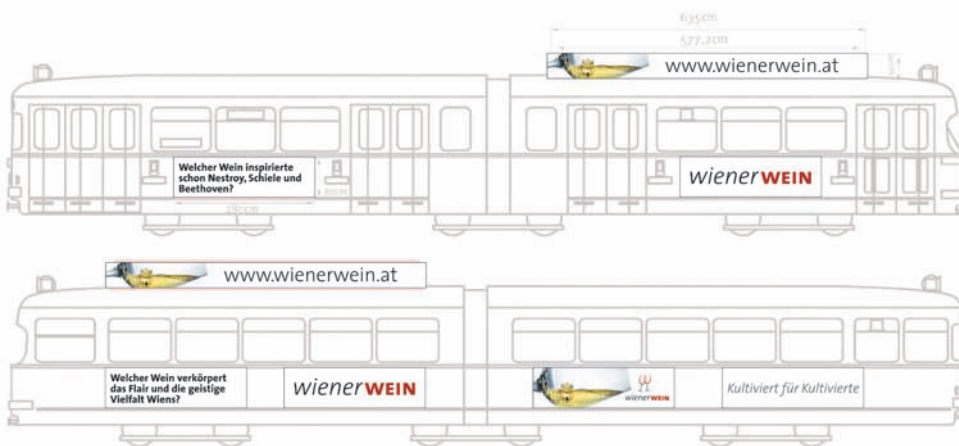 635cm
577,2cm
www.wienerwein.at
Welcher Wein inspirierte
schon Nestroy, Schiele und
Beethoven?
wienerWEIN
250cm
www.wienerwein.at
Welcher Wein verkörpert
das Flair und die geistige
Vielfalt Wiens?
wienerWEIN
wienerWEIN
Kultiviert für Kultivierte